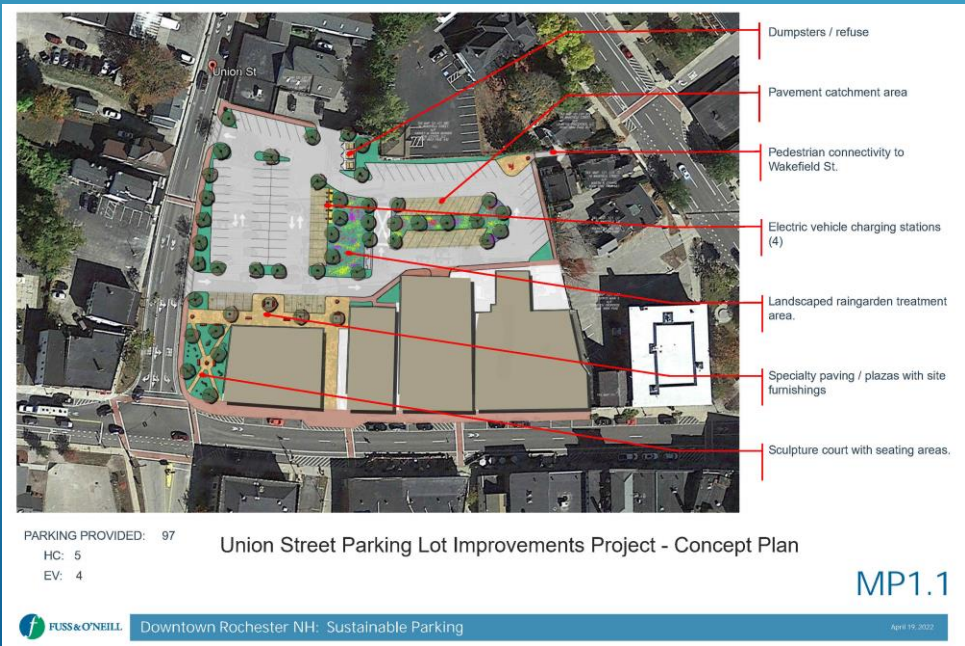 Union St
Dumpsters / refuse
Pavement catchment area
Pedestrian connectivity to
Wakefield St.
Electric vehicle charging stations
(4)
Landscaped raingarden treatment
area.
Specialty paving / plazas with site
furnishings
Sculpture court with seating areas.
PARKING PROVIDED: 97
HC: 5
EV: 4
Union Street Parking Lot Improvements Project - Concept Plan
MP1.1
FUSS & O'NEILL
Downtown Rochester NH: Sustainable Parking
April 19, 2022